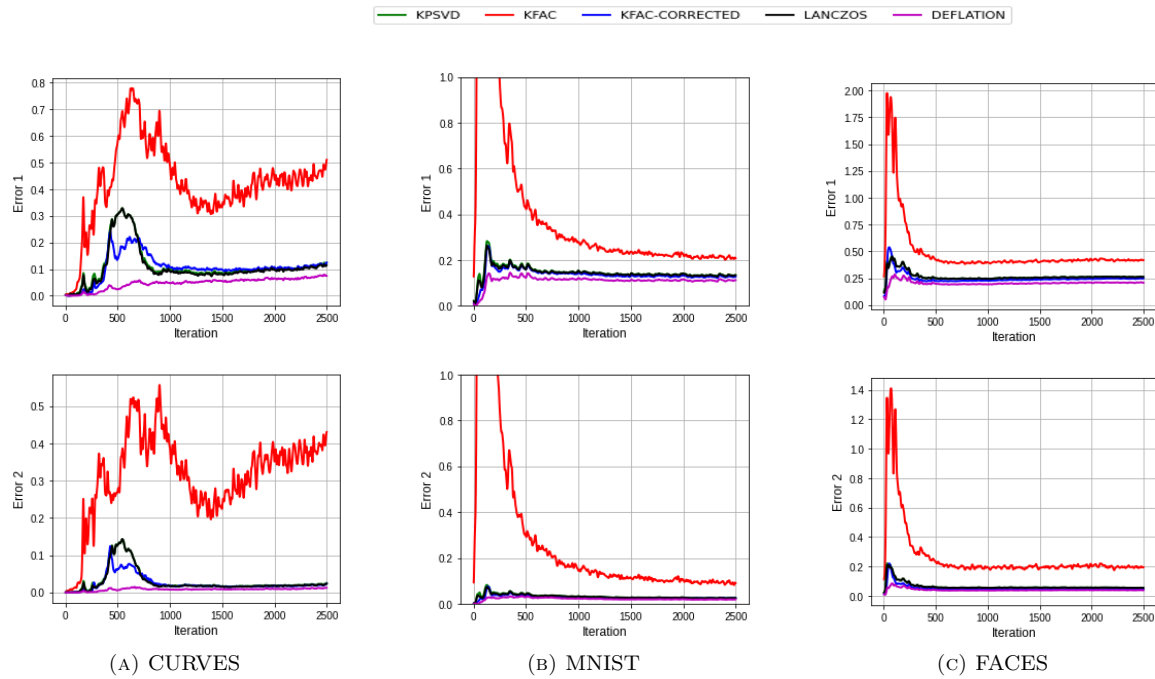 KPSVD KFAC KFAC-CORRECTED LANCZOS DEFLATION
0.8
0.7
0.6
0.5
0.4
0.3
0.2
0.1
0.0
Error 1
0 500 1000 1500 2000 2500
Iteration
1.0
0.8
0.6
0.4
0.2
0.0
Error 1
0 500 1000 1500 2000 2500
Iteration
2.00
1.75
1.50
1.25
1.00
0.75
0.50
0.25
0.00
Error 1
0 500 1000 1500 2000 2500
Iteration
0.5
0.4
0.3
0.2
0.1
0.0
Error 2
0 500 1000 1500 2000 2500
Iteration
1.0
0.8
0.6
0.4
0.2
0.0
Error 2
0 500 1000 1500 2000 2500
Iteration
1.4
1.2
1.0
0.8
0.6
0.4
0.2
0.0
Error 2
0 500 1000 1500 2000 2500
Iteration
(A) CURVES
(B) MNIST
(C) FACES